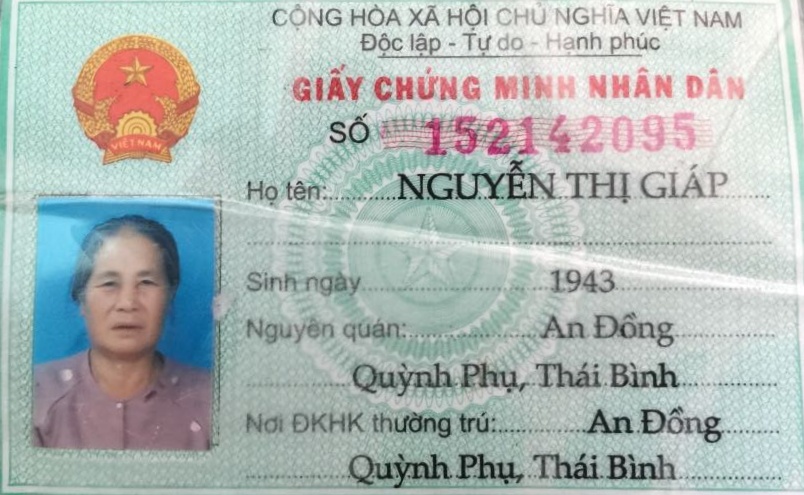 CỘNG HÒA XÃ HỘI CHỦ NGHĨA VIỆT NAM
Độc lập - Tự do - Hạnh phúc
GIẤY CHỨNG MINH NHÂN DÂN
SỐ 152142095
VIỆT NAM
Họ tên: NGUYỄN THỊ GIÁP
Sinh ngày 1943
Nguyên quán: An Đồng
Quỳnh Phụ, Thái Bình
Nơi ĐKHK thường trú: An Đồng
Quỳnh Phụ, Thái Bình